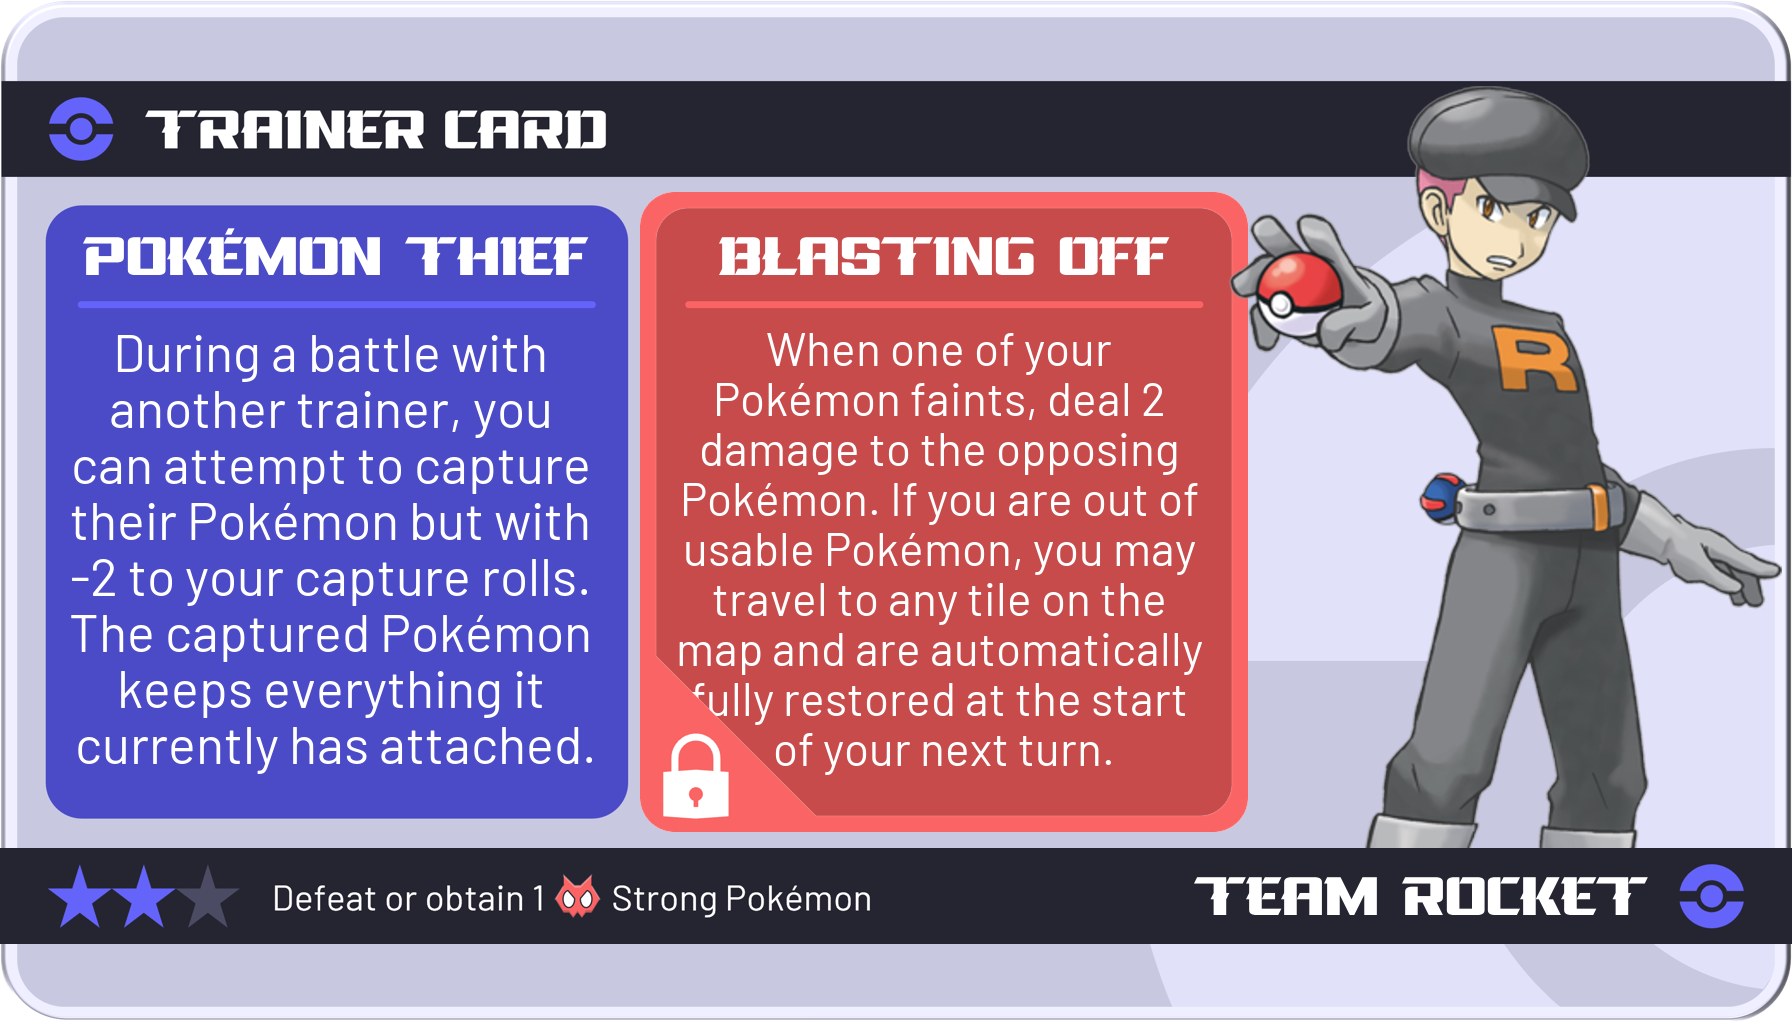 TRAINER CARD
POKÉMON THIEF
During a battle with
another trainer, you
can attempt to capture
their Pokémon but with
-2 to your capture rolls.
The captured Pokémon
keeps everything it
currently has attached.
BLASTING OFF
When one of your
Pokémon faints, deal 2
damage to the opposing
Pokémon. If you are out of
usable Pokémon, you may
travel to any tile on the
map and are automatically
fully restored at the start
of your next turn.
R
Defeat or obtain 1 Strong Pokémon
TEAM ROCKET